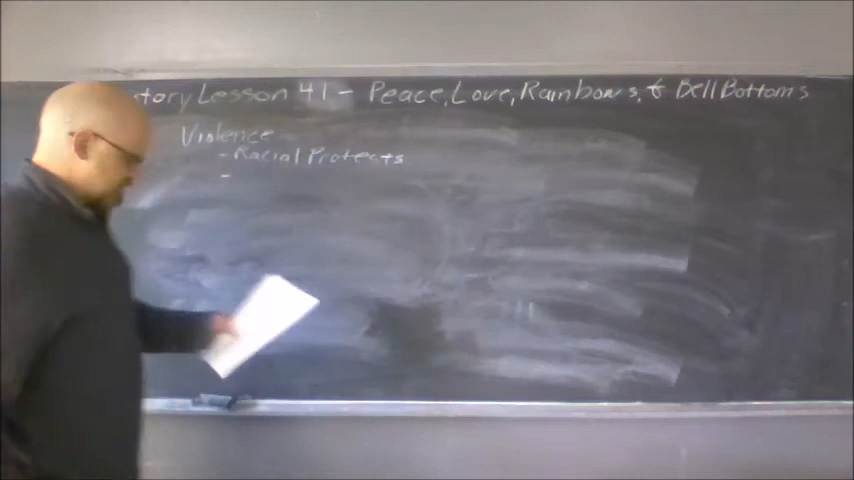 tory Lesson 41 - Peace, Love, Rainbows, & Bell Bottoms
Violence
- Racial Protects
-